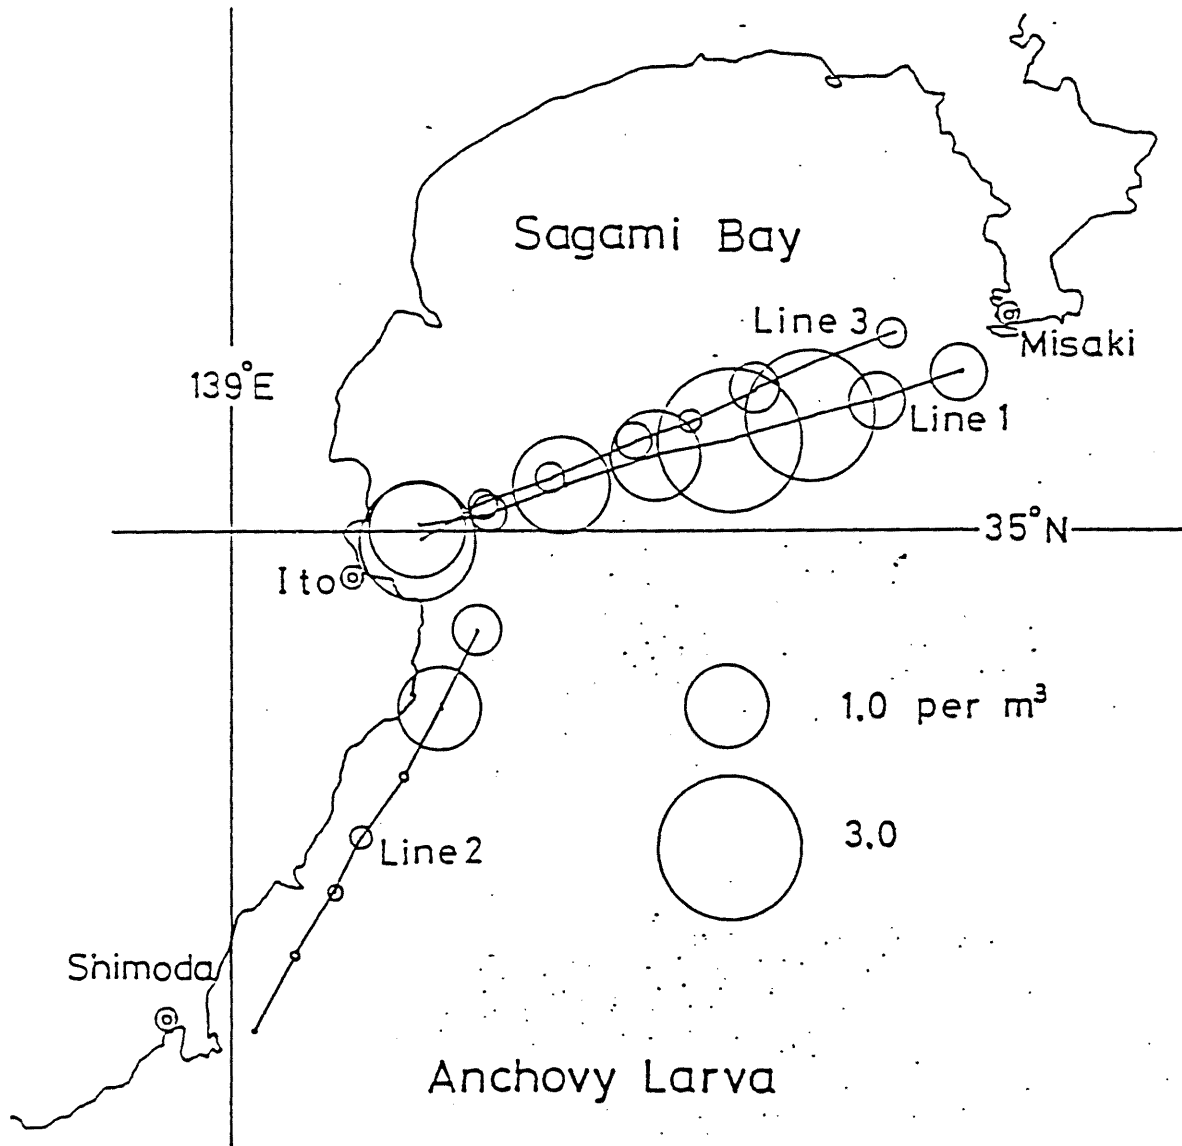 Sagami Bay
Line 3
Misaki
139°E
Line 1
35°N
Ito
1.0 per m³
3.0
Line 2
Shimoda
Anchovy Larva